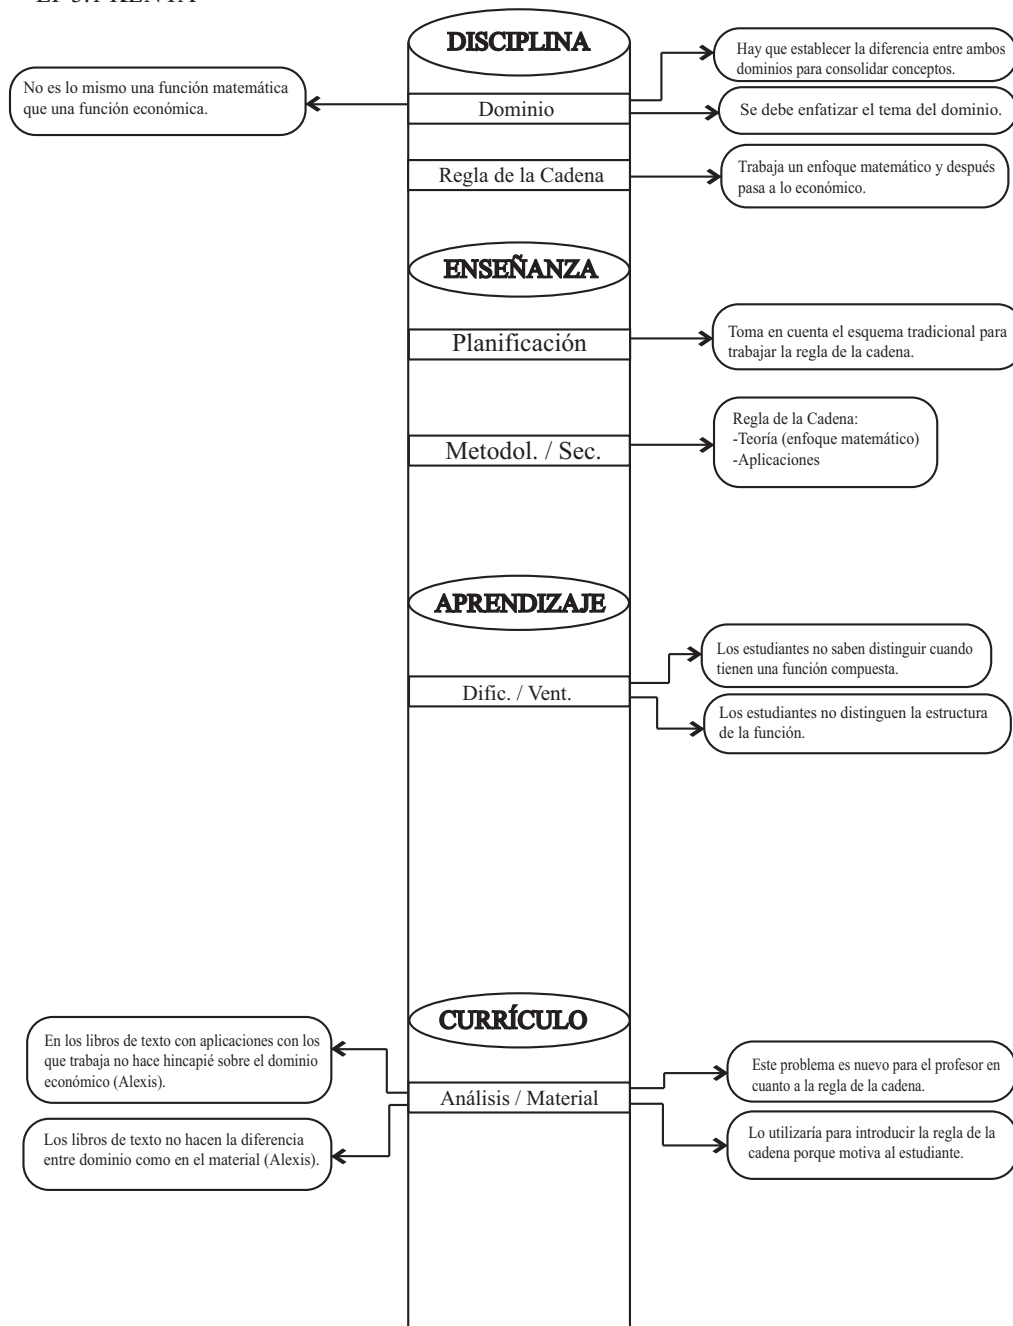 DISCIPLINA
Hay que establecer la diferencia entre ambos
dominios para consolidar conceptos.
No es lo mismo una función matemática
que una función económica.
Dominio
Se debe enfatizar el tema del dominio.
Regla de la Cadena
Trabaja un enfoque matemático y después
pasa a lo económico.
ENSEÑANZA
Planificación
Toma en cuenta el esquema tradicional para
trabajar la regla de la cadena.
Metodol. / Sec.
Regla de la Cadena:
-Teoría (enfoque matemático)
-Aplicaciones
APRENDIZAJE
Dific. / Vent.
Los estudiantes no saben distinguir cuando
tienen una función compuesta.
Los estudiantes no distinguen la estructura
de la función.
CURRÍCULO
En los libros de texto con aplicaciones con los
que trabaja no hace hincapié sobre el dominio
económico (Alexis).
Análisis / Material
Este problema es nuevo para el profesor en
cuanto a la regla de la cadena.
Los libros de texto no hacen la diferencia
entre dominio como en el material (Alexis).
Lo utilizaría para introducir la regla de la
cadena porque motiva al estudiante.